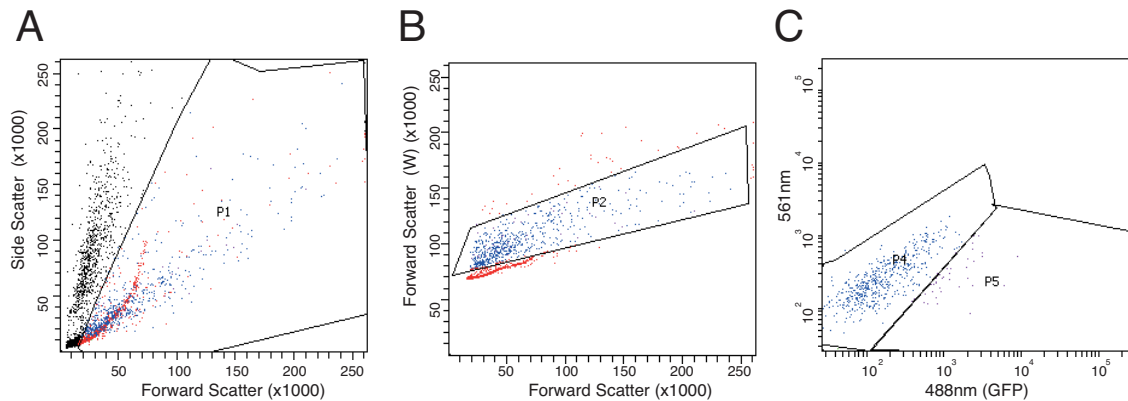 A
B
C
Side Scatter (x1000)
250
200
150
100
50
P1
50
100
150
200
250
Forward Scatter (x1000)
Forward Scatter (W) (x1000)
250
200
150
100
50
P2
50
100
150
200
250
Forward Scatter (x1000)
561nm
10^5
10^4
10^3
10^2
P4
P5
10^2
10^3
10^4
10^5
488nm (GFP)